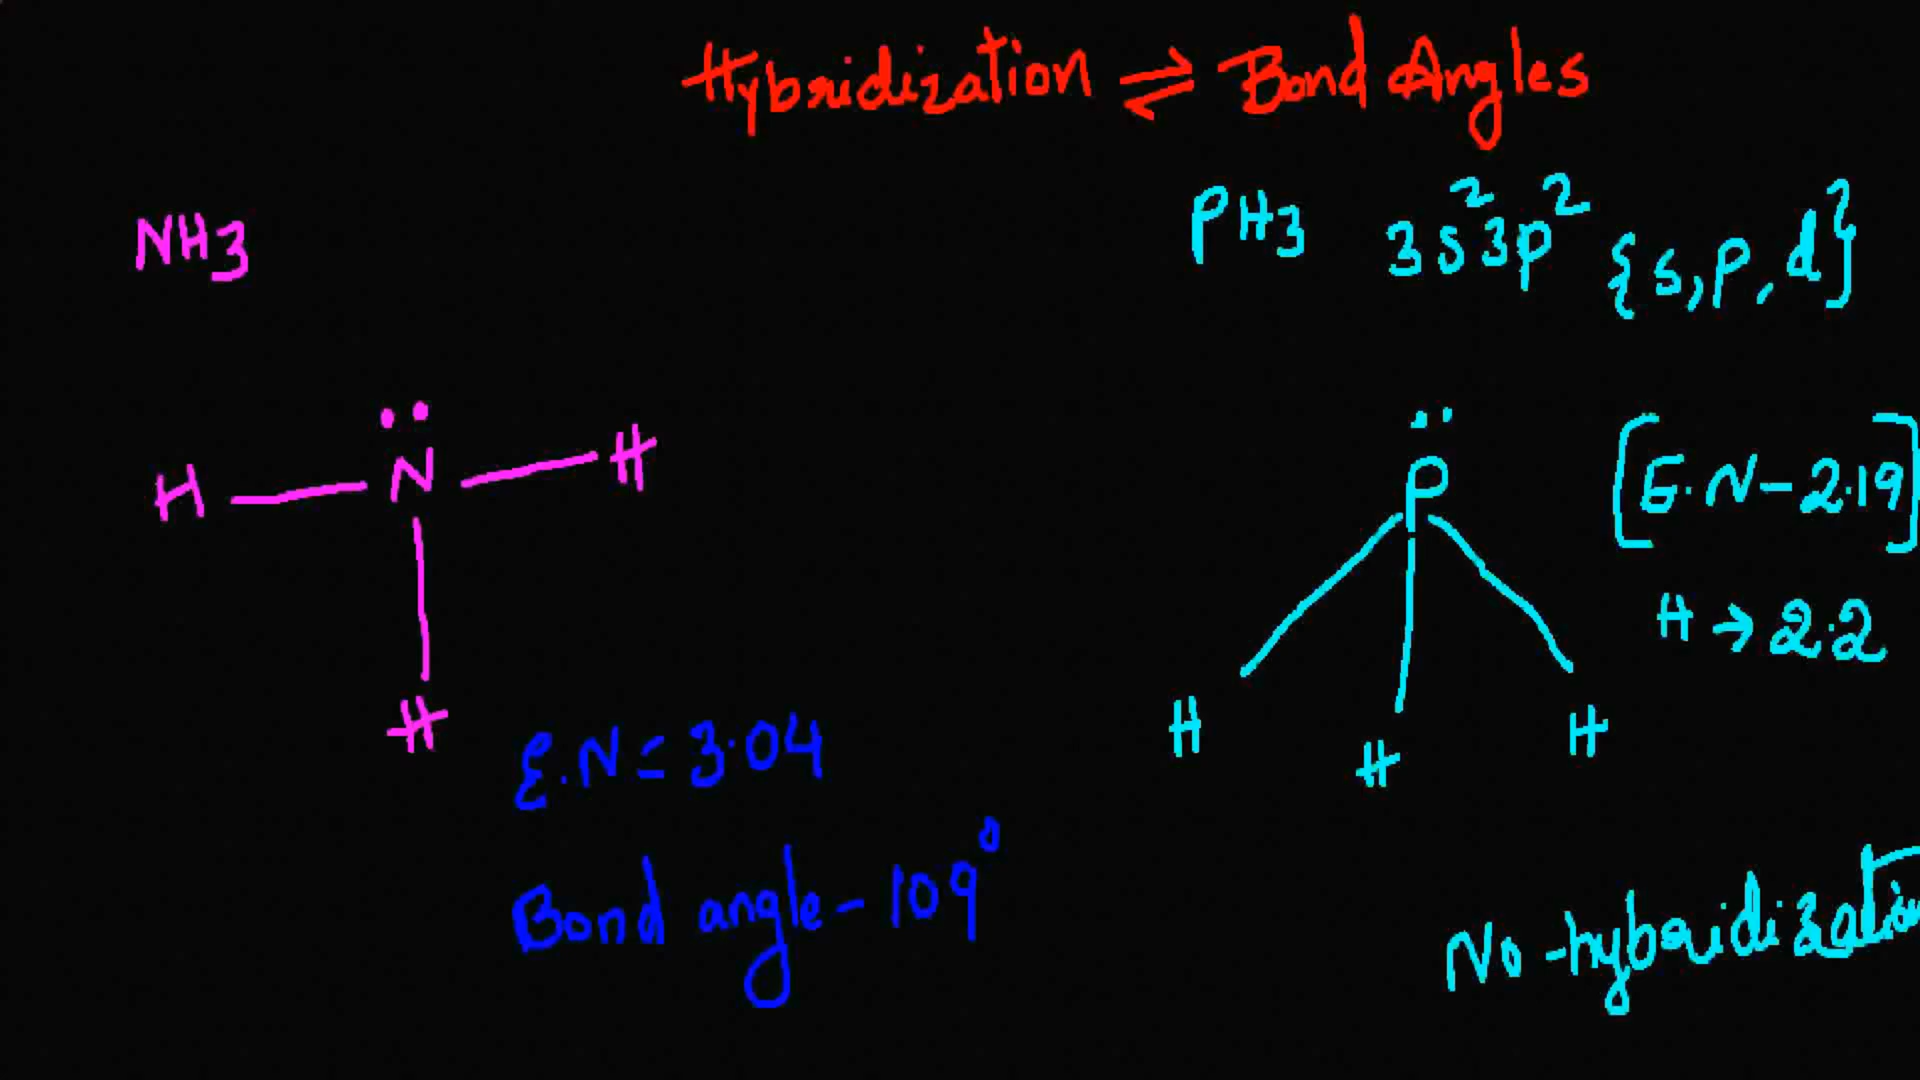 Hybridization ⇌ Bond Angles
NH3
PH3 3s²3p² {s,p,d}
N
H H
H
P
H H H
[E.N-2.19]
H → 2.2
E.N = 3.04
Bond angle - 109°
No-hybridization